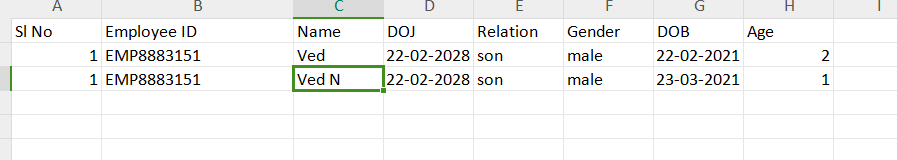 A B C D E F G H I
Sl No Employee ID Name DOJ Relation Gender DOB Age
1 EMP8883151 Ved 22-02-2028 son male 22-02-2021 2
1 EMP8883151 Ved N 22-02-2028 son male 23-03-2021 1